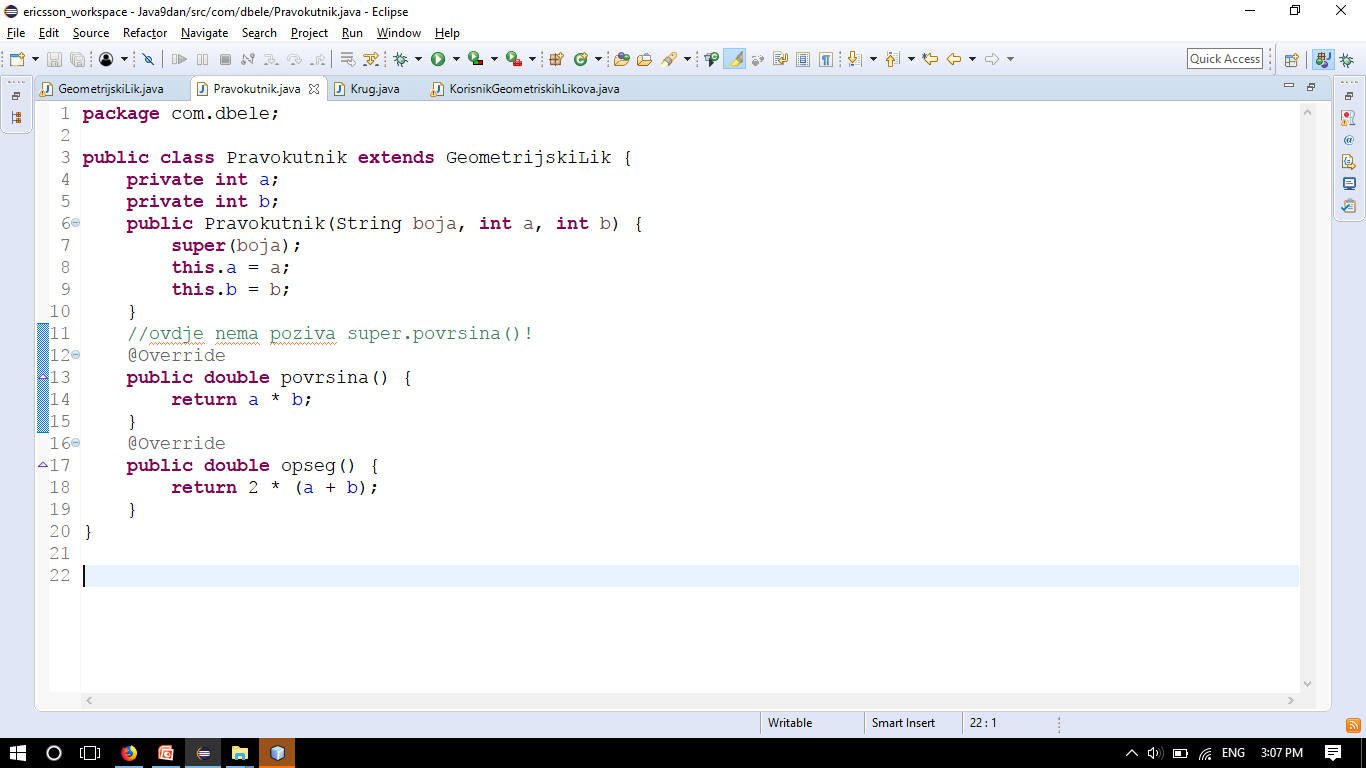 ericsson_workspace - Java9dan/src/com/dbele/Pravokutnik.java - Eclipse
File Edit Source Refactor Navigate Search Project Run Window Help
Quick Access
GeometrijskiLik.java Pravokutnik.java Krug.java KorisnikGeometriskihLikova.java
1 package com.dbele;
2
3 public class Pravokutnik extends GeometrijskiLik {
4 private int a;
5 private int b;
6 public Pravokutnik(String boja, int a, int b) {
7 super(boja);
8 this.a = a;
9 this.b = b;
10 }
11 //ovdje nema poziva super.povrsina()!
12 @Override
13 public double povrsina() {
14 return a * b;
15 }
16 @Override
17 public double opseg() {
18 return 2 * (a + b);
19 }
20 }
21
22
Writable Smart Insert 22 : 1
ENG 3:07 PM